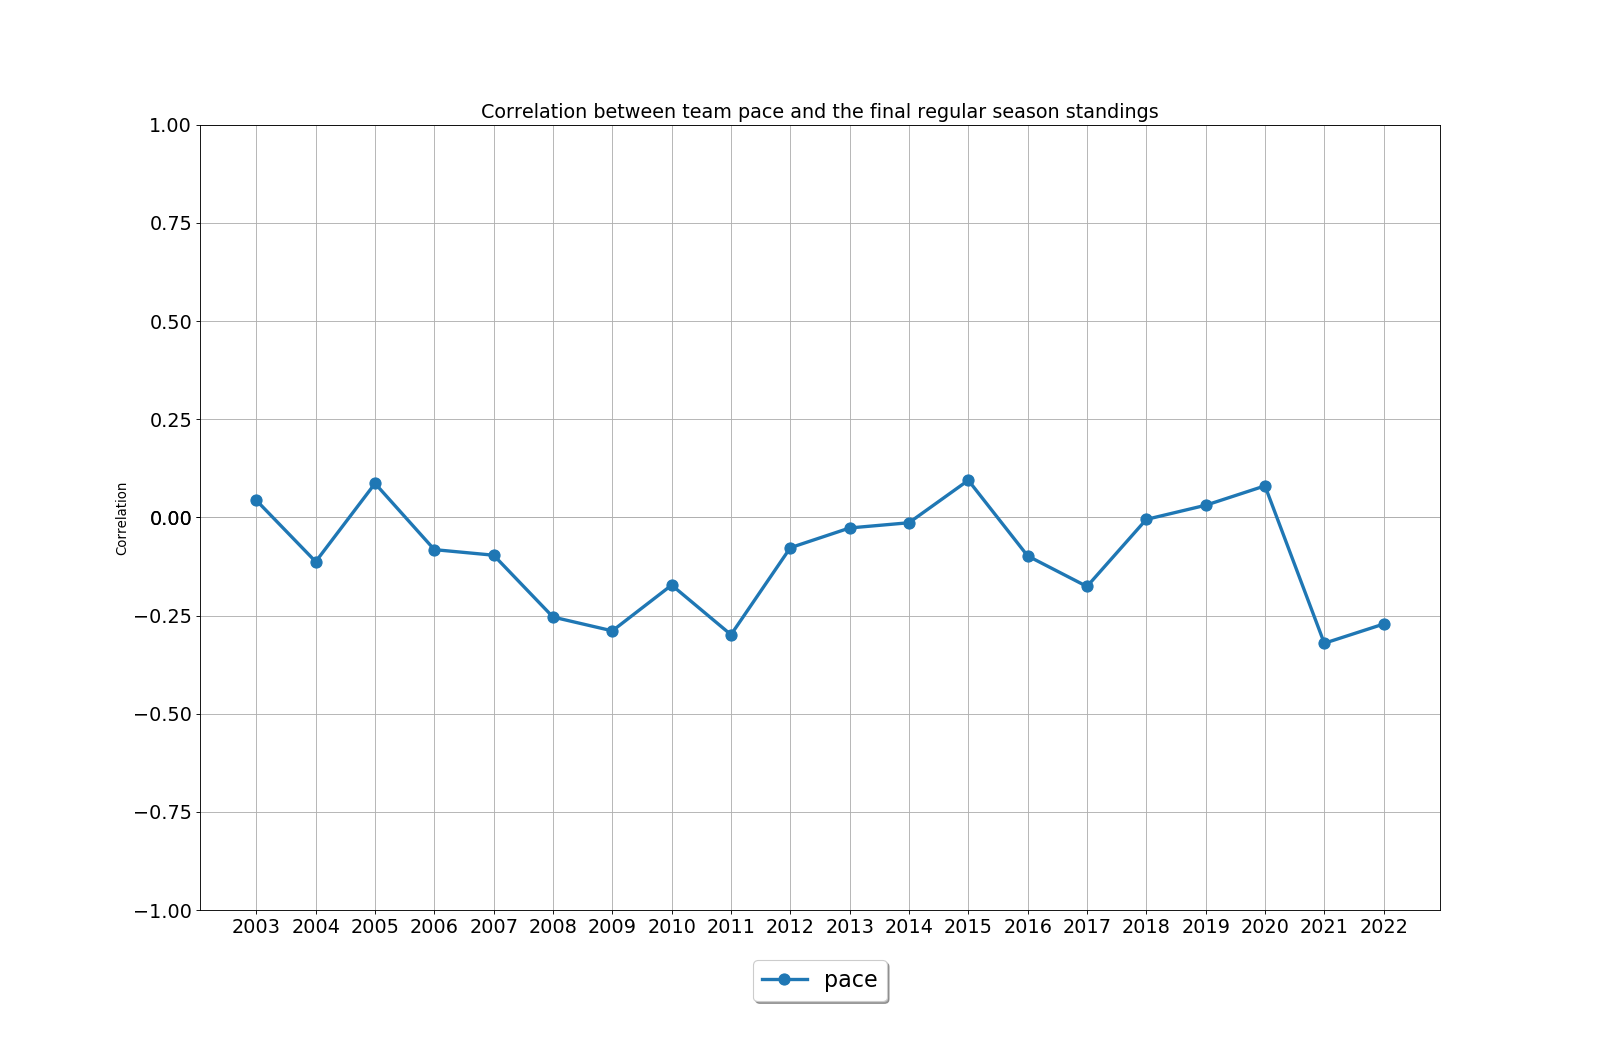 Correlation between team pace and the final regular season standings
1.00
0.75
0.50
0.25
0.00
−0.25
−0.50
−0.75
−1.00
Correlation
2003 2004 2005 2006 2007 2008 2009 2010 2011 2012 2013 2014 2015 2016 2017 2018 2019 2020 2021 2022
pace